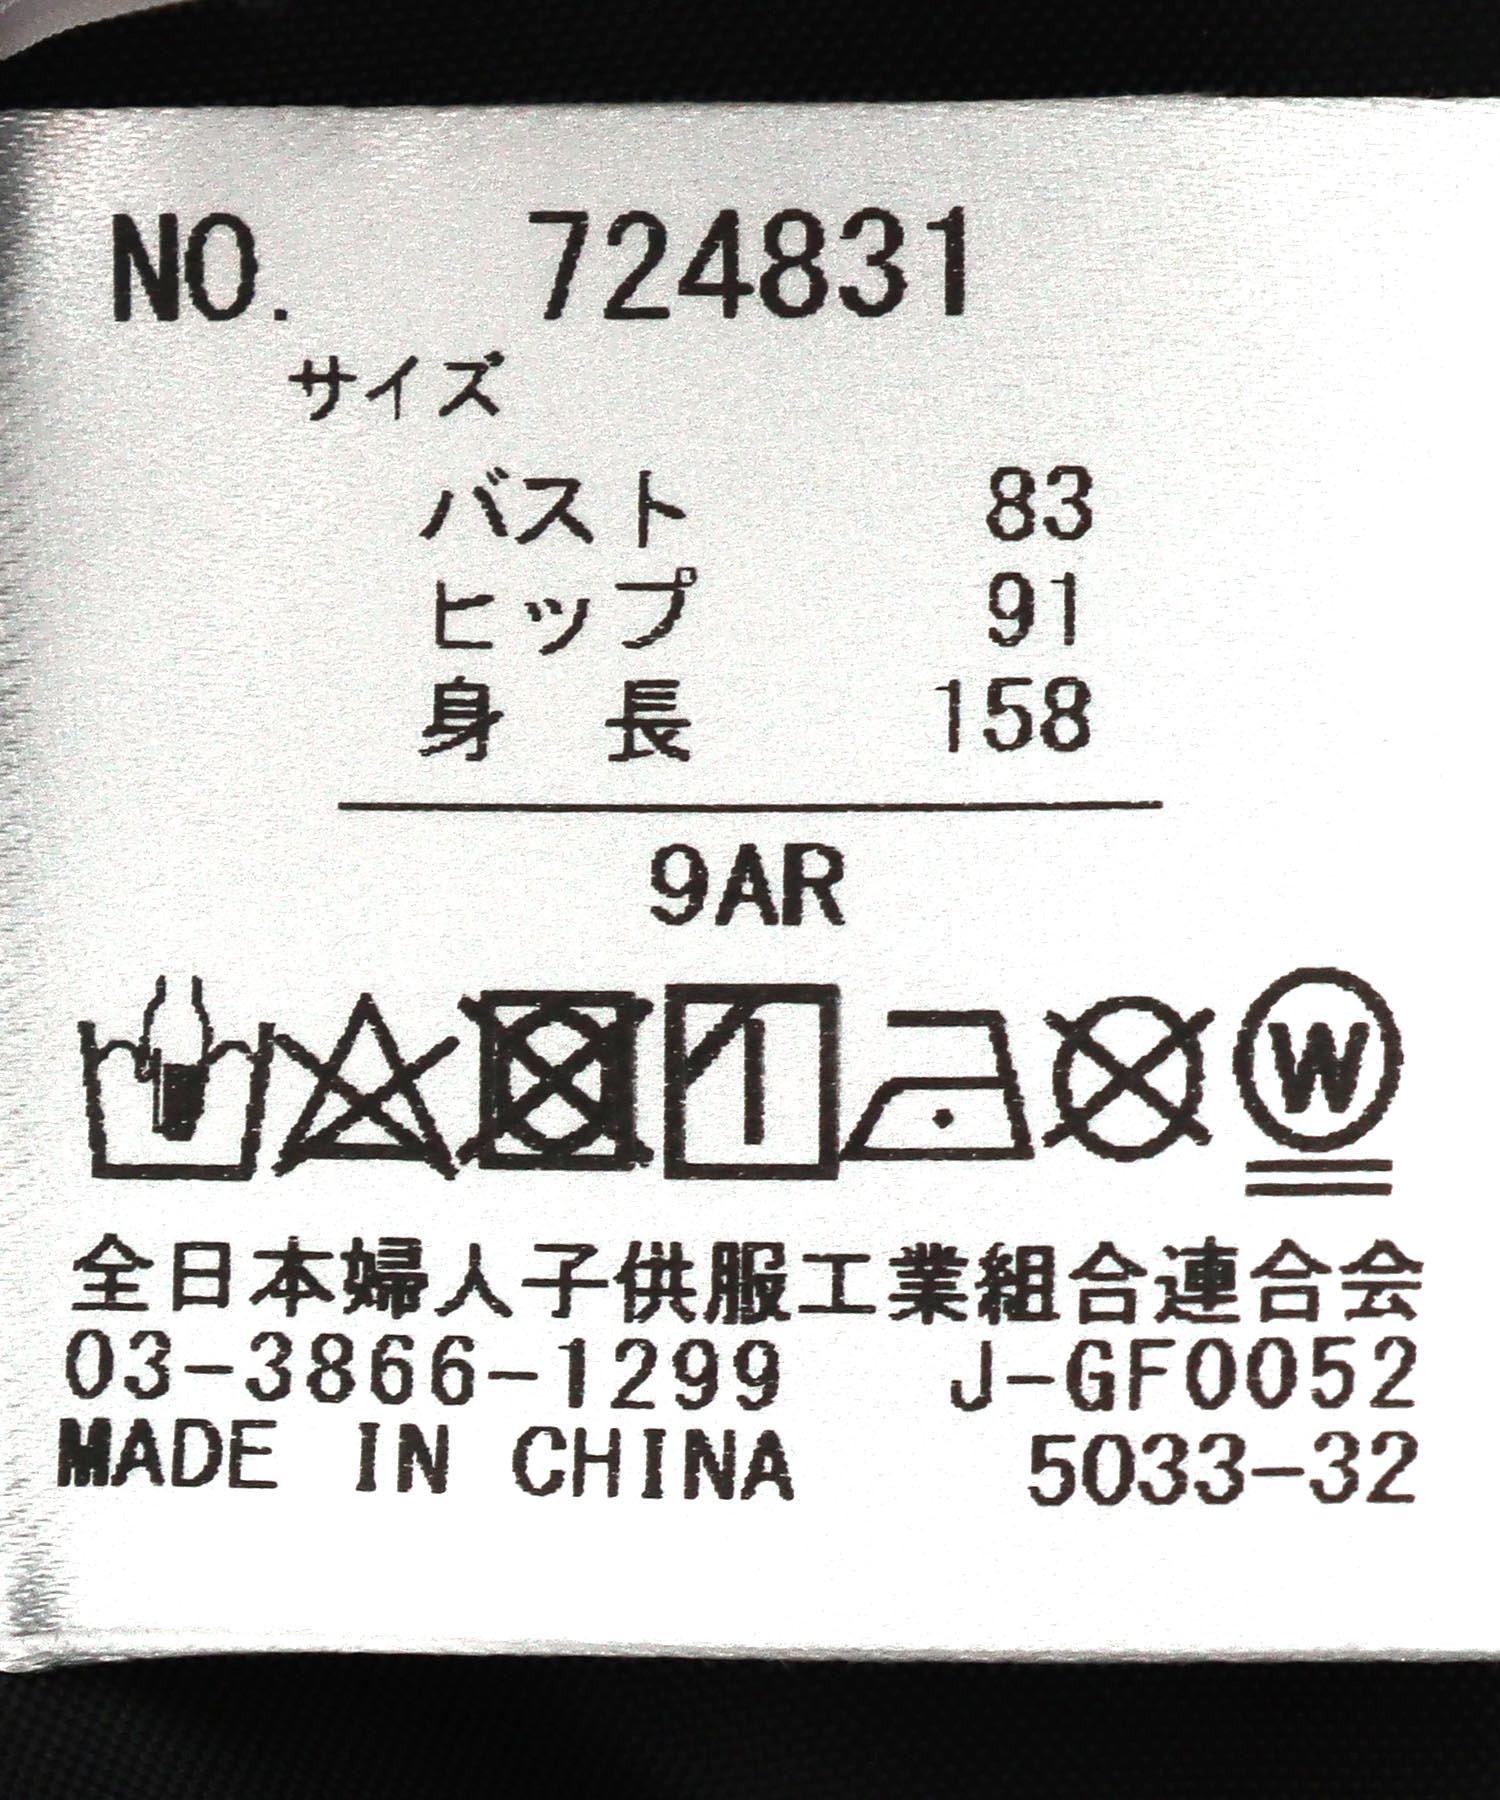 NO. 724831
サイズ
バスト 83
ヒップ 91
身長 158
9AR
W
全日本婦人子供服工業組合連合会
03-3866-1299 J-GF0052
MADE IN CHINA 5033-32